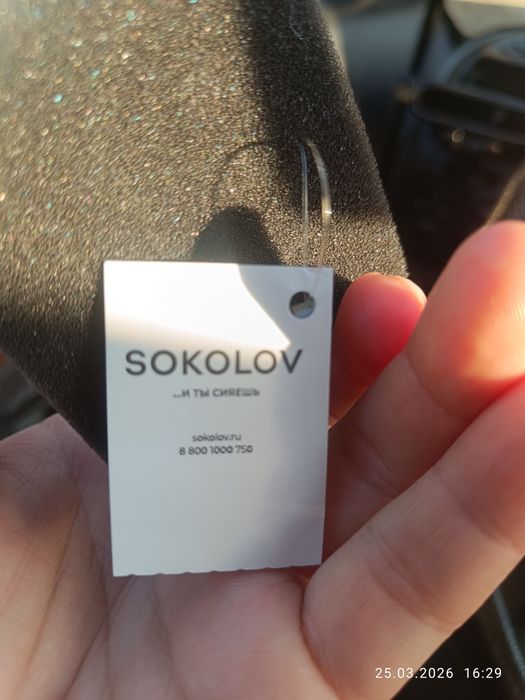 SOKOLOV
...И ТЫ СИЯЕШЬ
sokolov.ru
8 800 1000 750
25.03.2026 16:29